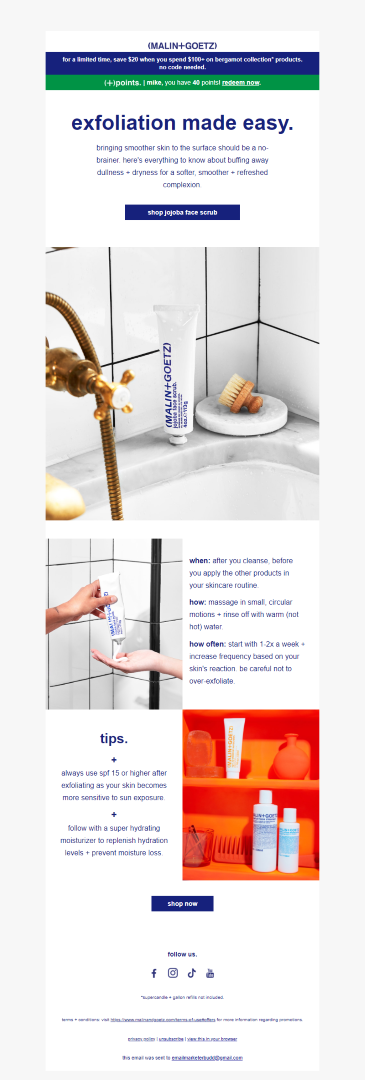 (MALIN+GOETZ)
for a limited time, save $20 when you spend $100+ on bergamot collection* products.
no code needed.
(+)points. | mike, you have 40 points! redeem now.
exfoliation made easy.
bringing smoother skin to the surface should be a no-
brainer. here's everything to know about buffing away
dullness + dryness for a softer, smoother + refreshed
complexion.
shop jojoba face scrub
(MALIN+GOETZ)
jojoba face scrub.
when: after you cleanse, before
you apply the other products in
your skincare routine.
how: massage in small, circular
motions + rinse off with warm (not
hot) water.
how often: start with 1-2x a week +
increase frequency based on your
skin's reaction. be careful not to
over-exfoliate.
(MALIN+GOETZ)
tips.
+
always use spf 15 or higher after
exfoliating as your skin becomes
more sensitive to sun exposure.
+
follow with a super hydrating
moisturizer to replenish hydration
levels + prevent moisture loss.
shop now
follow us.
*supercandle + gallon refills not included.
terms + conditions: visit for more information regarding promotions.
privacy policy | unsubscribe | view this in your browser
this email was sent to emailmarketerbudd@gmail.com